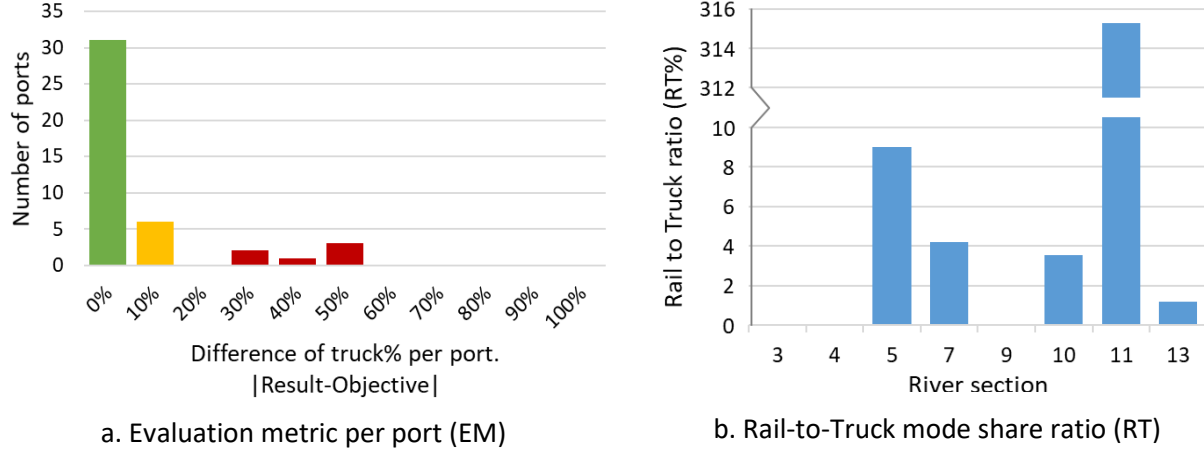 35
30
25
20
15
10
5
0
Number of ports
0% 10% 20% 30% 40% 50% 60% 70% 80% 90% 100%
Difference of truck% per port.
|Result-Objective|
a. Evaluation metric per port (EM)
316
314
312
10
8
6
4
2
0
Rail to Truck ratio (RT%)
3 4 5 7 9 10 11 13
River section
b. Rail-to-Truck mode share ratio (RT)